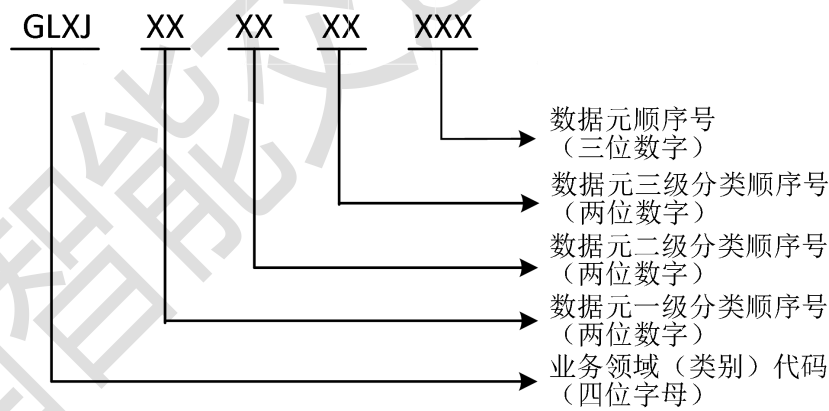 GLXJ XX XX XX XXX
数据元顺序号
（三位数字）
数据元三级分类顺序号
（两位数字）
数据元二级分类顺序号
（两位数字）
数据元一级分类顺序号
（两位数字）
业务领域（类别）代码
（四位字母）
智能交